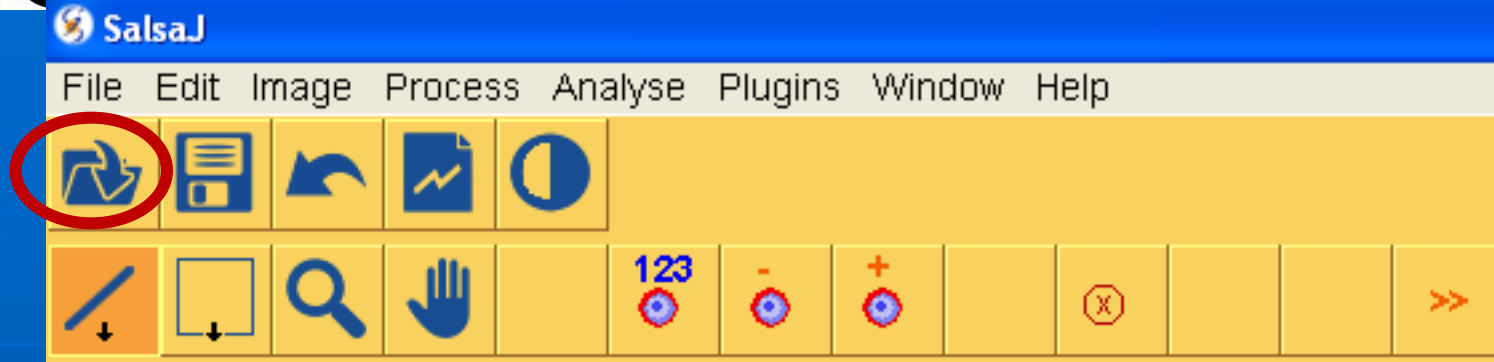 SalsaJ
File Edit Image Process Analyse Plugins Window Help
123 - +
X >>